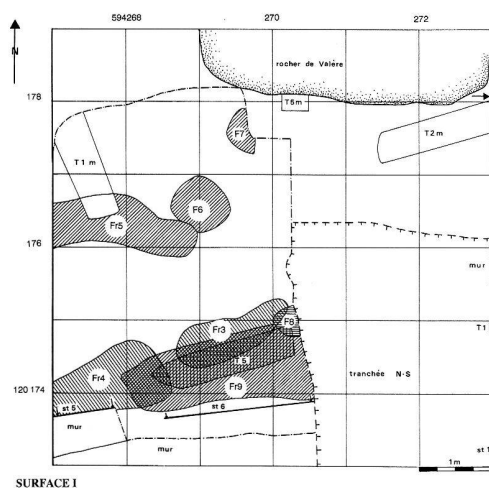 594268
270
272
N
rocher de Valère
178
T5m
F7
T2m
T1m
F6
Fr5
176
mur
Fr3
F8
T1
T5
Fr4
Fr9
tranchée N-S
120 174
st 5
st 6
mur
mur
st 1
1m
SURFACE I